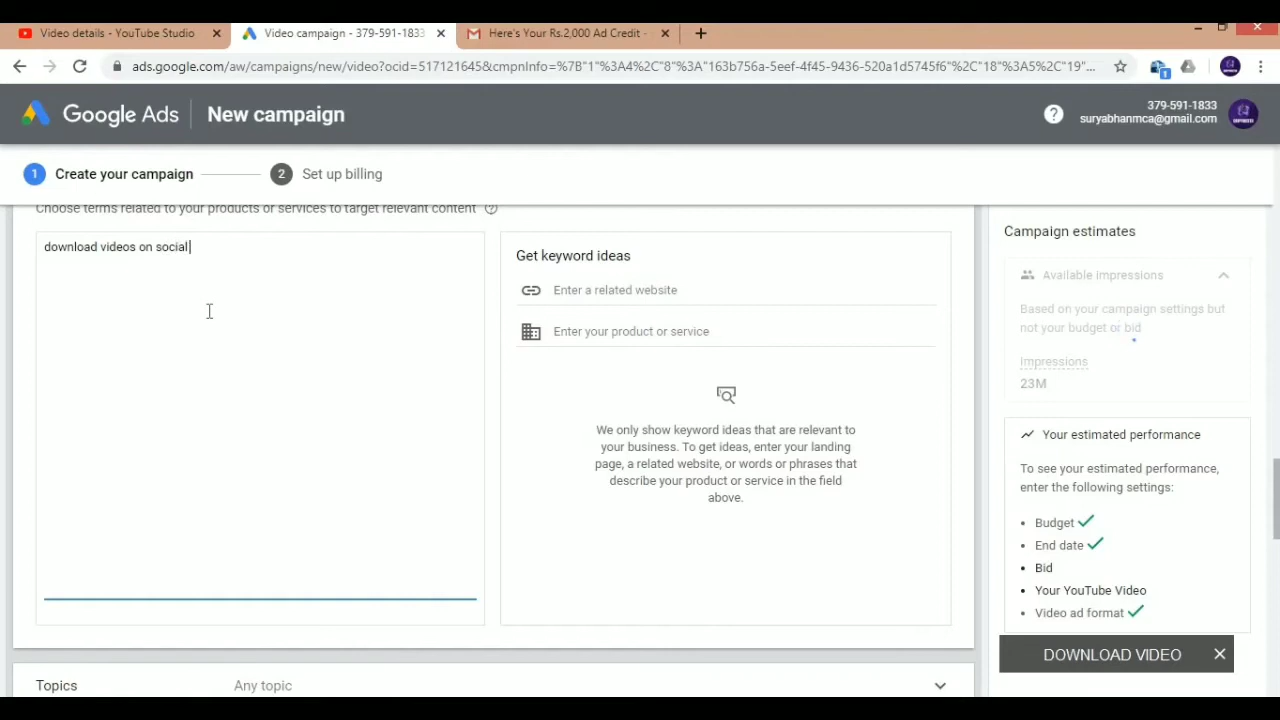 Video details - YouTube Studio
Video campaign - 379-591-1833
Here's Your Rs.2,000 Ad Credit -
ads.google.com/aw/campaigns/new/video?ocid=517121645&cmpnInfo=%7B"1"%3A4%2C"8"%3A"163b756a-5eef-4f45-9436-520a1d5745f6"%2C"18"%3A5%2C"19"...
Google Ads
New campaign
379-591-1833
suryabhanmca@gmail.com
1 Create your campaign
2 Set up billing
Choose terms related to your products or services to target relevant content
download videos on social
Get keyword ideas
Enter a related website
Enter your product or service
We only show keyword ideas that are relevant to
your business. To get ideas, enter your landing
page, a related website, or words or phrases that
describe your product or service in the field
above.
Topics
Any topic
Campaign estimates
Available impressions
Based on your campaign settings but
not your budget or bid
Impressions
23M
Your estimated performance
To see your estimated performance,
enter the following settings:
• Budget
• End date
• Bid
• Your YouTube Video
• Video ad format
DOWNLOAD VIDEO